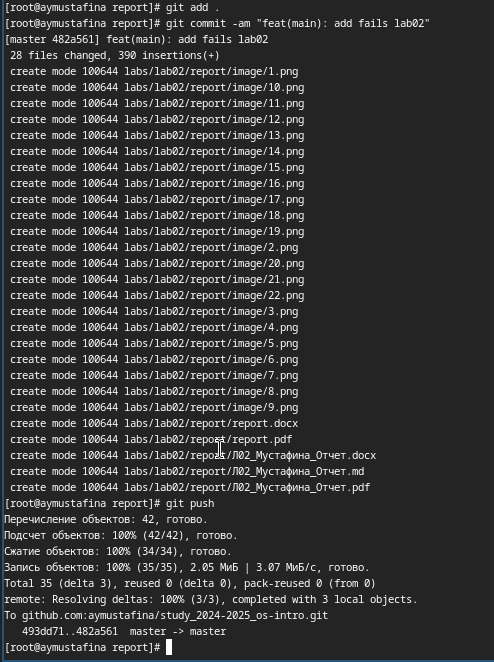 [root@aymustafina report]# git add .
[root@aymustafina report]# git commit -am "feat(main): add fails lab02"
[master 482a561] feat(main): add fails lab02
 28 files changed, 390 insertions(+)
 create mode 100644 labs/lab02/report/image/1.png
 create mode 100644 labs/lab02/report/image/10.png
 create mode 100644 labs/lab02/report/image/11.png
 create mode 100644 labs/lab02/report/image/12.png
 create mode 100644 labs/lab02/report/image/13.png
 create mode 100644 labs/lab02/report/image/14.png
 create mode 100644 labs/lab02/report/image/15.png
 create mode 100644 labs/lab02/report/image/16.png
 create mode 100644 labs/lab02/report/image/17.png
 create mode 100644 labs/lab02/report/image/18.png
 create mode 100644 labs/lab02/report/image/19.png
 create mode 100644 labs/lab02/report/image/2.png
 create mode 100644 labs/lab02/report/image/20.png
 create mode 100644 labs/lab02/report/image/21.png
 create mode 100644 labs/lab02/report/image/22.png
 create mode 100644 labs/lab02/report/image/3.png
 create mode 100644 labs/lab02/report/image/4.png
 create mode 100644 labs/lab02/report/image/5.png
 create mode 100644 labs/lab02/report/image/6.png
 create mode 100644 labs/lab02/report/image/7.png
 create mode 100644 labs/lab02/report/image/8.png
 create mode 100644 labs/lab02/report/image/9.png
 create mode 100644 labs/lab02/report/report.docx
 create mode 100644 labs/lab02/report/report.pdf
 create mode 100644 labs/lab02/report/Л02_Мустафина_Отчет.docx
 create mode 100644 labs/lab02/report/Л02_Мустафина_Отчет.md
 create mode 100644 labs/lab02/report/Л02_Мустафина_Отчет.pdf
[root@aymustafina report]# git push
Перечисление объектов: 42, готово.
Подсчет объектов: 100% (42/42), готово.
Сжатие объектов: 100% (34/34), готово.
Запись объектов: 100% (35/35), 2.05 МиБ | 3.07 МиБ/с, готово.
Total 35 (delta 3), reused 0 (delta 0), pack-reused 0 (from 0)
remote: Resolving deltas: 100% (3/3), completed with 3 local objects.
To github.com:aymustafina/study_2024-2025_os-intro.git
   493dd71..482a561  master -> master
[root@aymustafina report]#